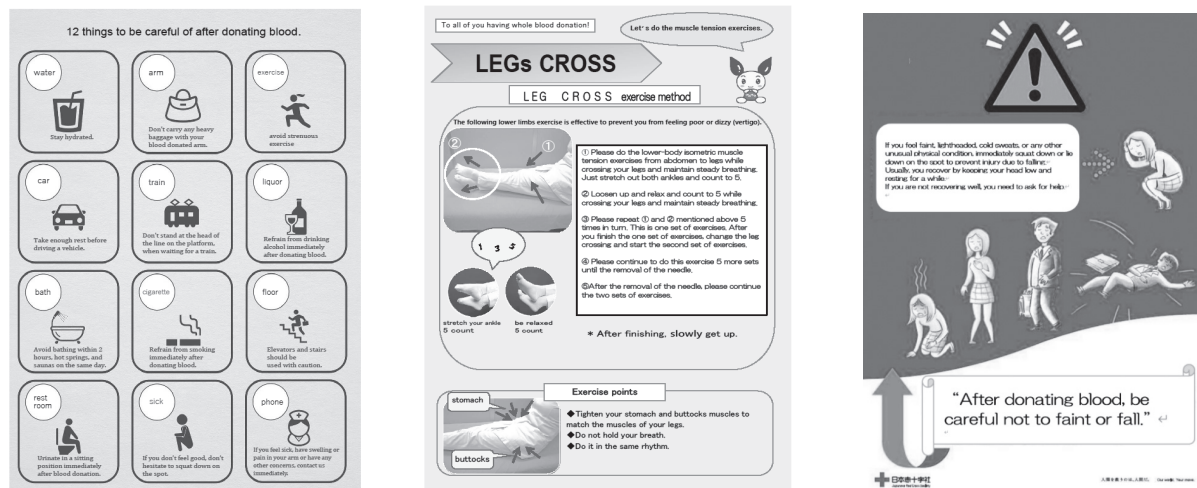 12 things to be careful of after donating blood.
water
Stay hydrated.
arm
Don't carry any heavy
baggage with your
blood donated arm.
exercise
avoid strenuous
exercise
car
Take enough rest before
driving a vehicle.
train
Don't stand at the head of
the line on the platform,
when waiting for a train.
liquor
Refrain from drinking
alcohol immediately
after donating blood.
bath
Avoid bathing within 2
hours, hot springs, and
saunas on the same day.
cigarette
Refrain from smoking
immediately after
donating blood.
floor
Elevators and stairs
should be
used with caution.
rest
room
Urinate in a sitting
position immediately
after blood donation.
sick
If you don't feel good, don't
hesitate to squat down on
the spot.
phone
If you feel sick, have swelling or
pain in your arm or have any
other concerns, contact us
immediately.
To all of you having whole blood donation!
Let's do the muscle tension exercises.
LEGs CROSS
LEG CROSS exercise method
The following lower limbs exercise is effective to prevent you from feeling poor or dizzy (vertigo).
② ①
① Please do the lower-body isometric muscle
tension exercises from abdomen to legs while
crossing your legs and maintain steady breathing.
Just stretch out both ankles and count to 5.
② Loosen up and relax and count to 5 while
crossing your legs and maintain steady breathing.
③ Please repeat ① and ② mentioned above 5
times in turn. This is one set of exercises. After
you finish the one set of exercises, change the leg
crossing and start the second set of exercises.
④ Please continue to do this exercise 5 more sets
until the removal of the needle.
⑤After the removal of the needle, please continue
the two sets of exercises.
1 3 5
stretch your ankle
5 count
be relaxed
5 count
* After finishing, slowly get up.
Exercise points
stomach
buttocks
◆Tighten your stomach and buttocks muscles to
match the muscles of your legs.
◆Do not hold your breath.
◆Do it in the same rhythm.
If you feel faint, lightheaded, cold sweats, or any other
unusual physical condition, immediately squat down or lie
down on the spot to prevent injury due to falling.
Usually, you recover by keeping your head low and
resting for a while.
If you are not recovering well, you need to ask for help.
"After donating blood, be
careful not to faint or fall."
日本赤十字社